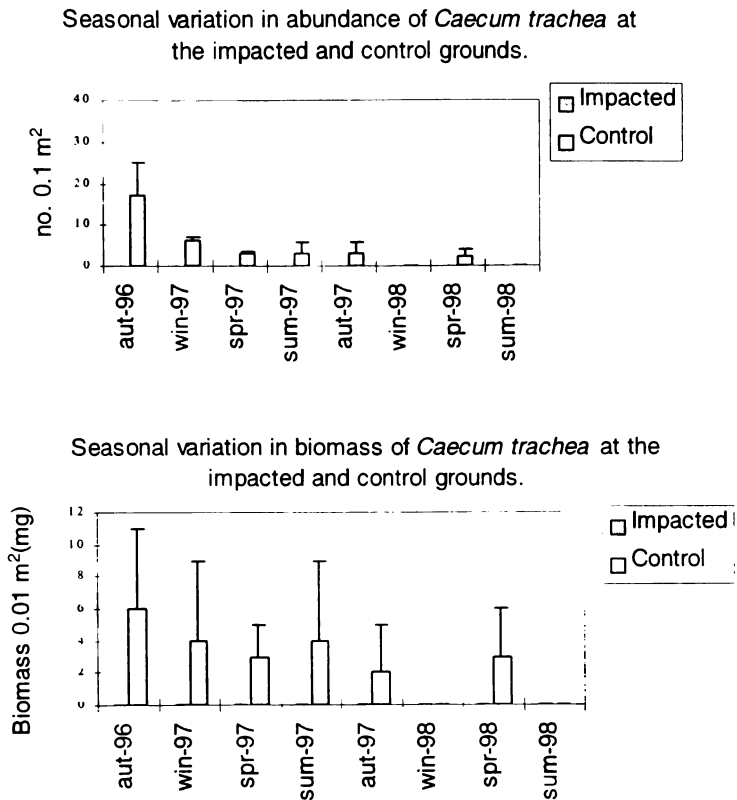 Seasonal variation in abundance of Caecum trachea at
the impacted and control grounds.
40
30
20
10
0
no. 0.1 m²
Impacted
Control
aut-96
win-97
spr-97
sum-97
aut-97
win-98
spr-98
sum-98
Seasonal variation in biomass of Caecum trachea at the
impacted and control grounds.
12
10
8
6
4
2
0
Biomass 0.01 m²(mg)
Impacted
Control
aut-96
win-97
spr-97
sum-97
aut-97
win-98
spr-98
sum-98